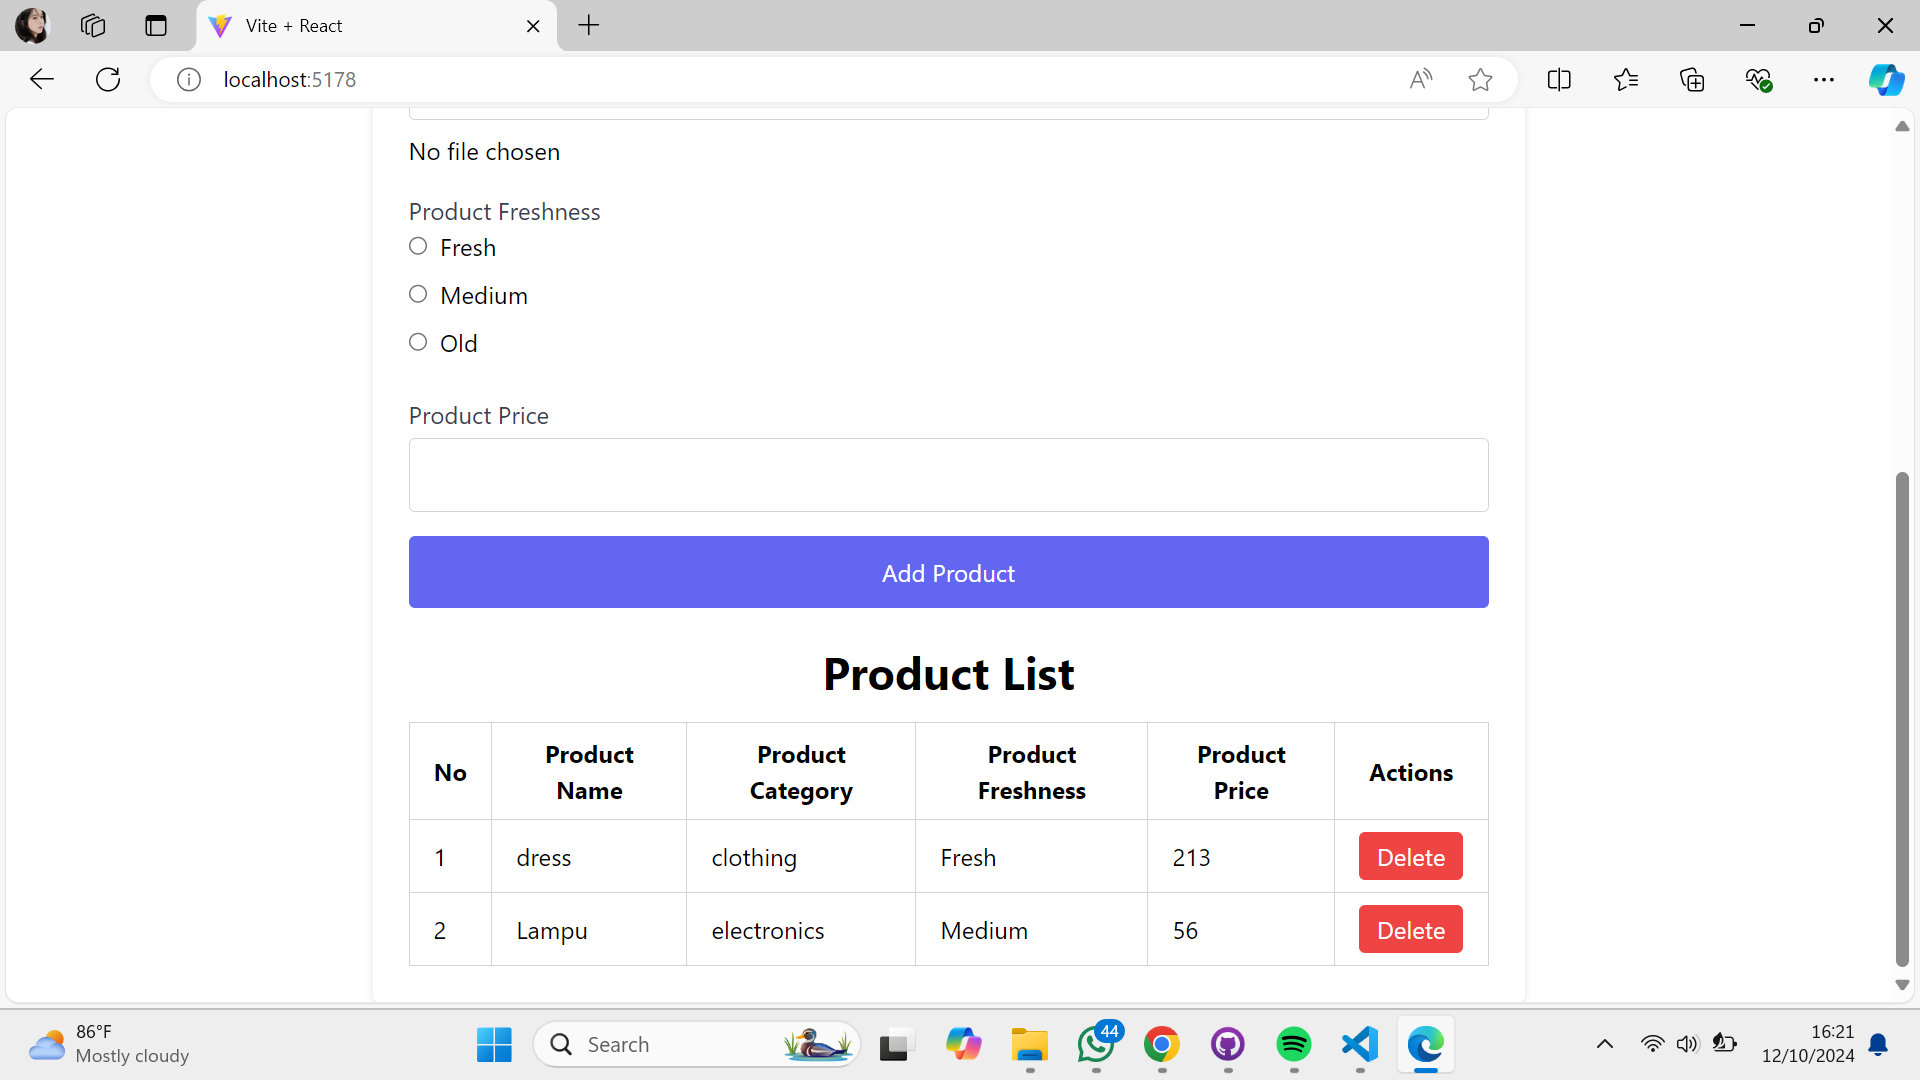 Vite + React
localhost:5178
No file chosen
Product Freshness
Fresh
Medium
Old
Product Price
Add Product
Product List
No Product Name Product Category Product Freshness Product Price Actions
1 dress clothing Fresh 213 Delete
2 Lampu electronics Medium 56 Delete
86°F
Mostly cloudy
Search
44
16:21
12/10/2024